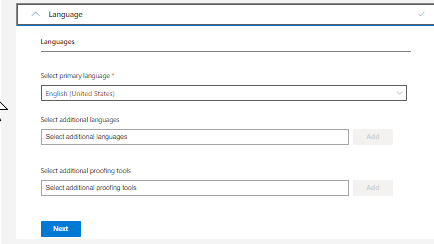 Language
Languages
Select primary language *
English (United States)
Select additional languages
Select additional languages
Add
Select additional proofing tools
Select additional proofing tools
Add
Next